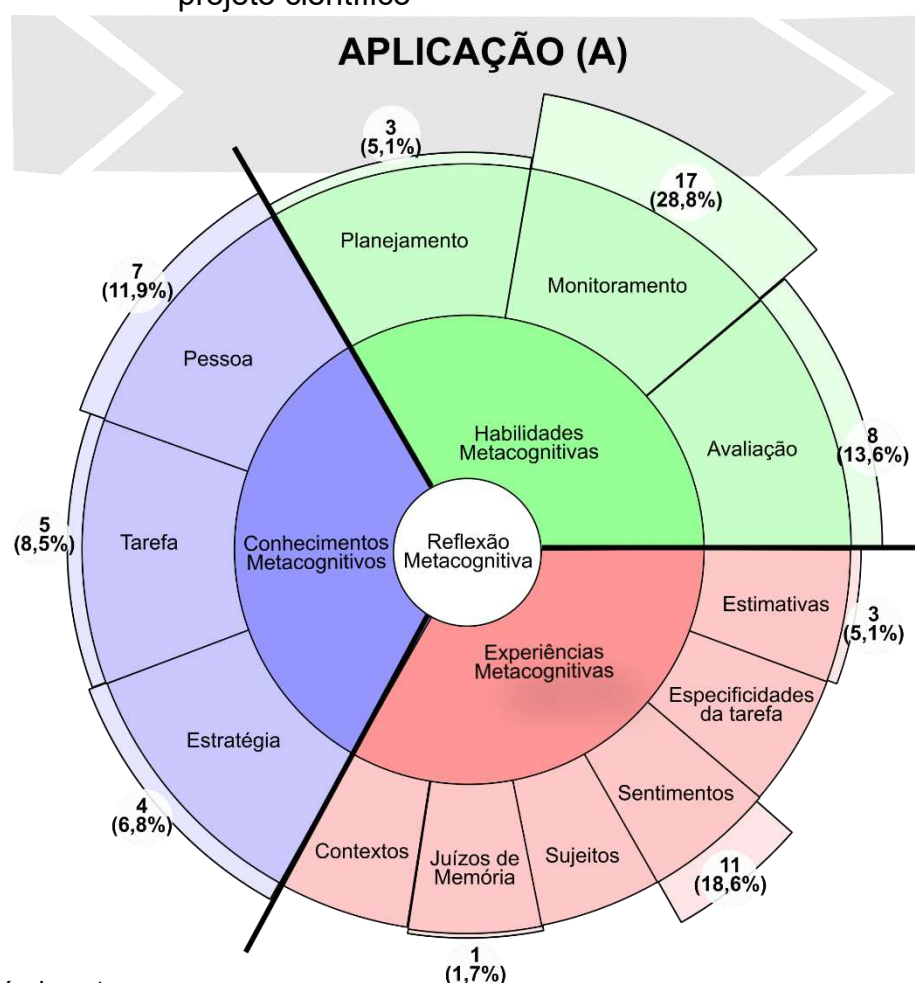 projeto científico
APLICAÇÃO (A)
3
(5,1%)
17
(28,8%)
Planejamento
Monitoramento
7
(11,9%)
Pessoa
Habilidades
Metacognitivas
Avaliação
8
(13,6%)
5
(8,5%)
Tarefa
Conhecimentos
Metacognitivos
Reflexão
Metacognitiva
Estimativas
3
(5,1%)
Experiências
Metacognitivas
Especificidades
da tarefa
Estratégia
Sentimentos
4
(6,8%)
Contextos
Juízos de
Memória
Sujeitos
11
(18,6%)
1
(1,7%)